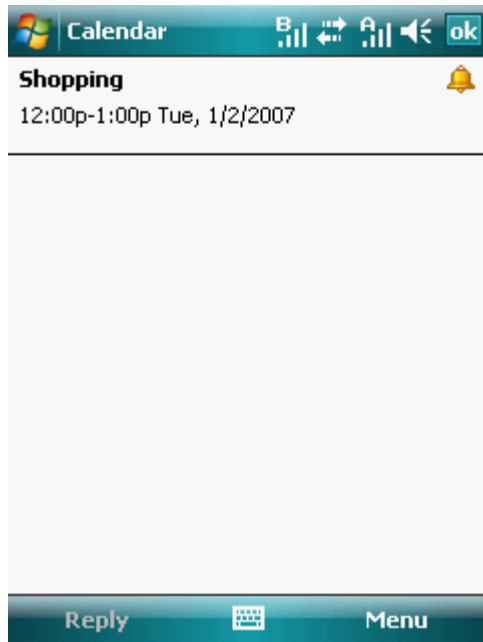 Calendar B A ok
Shopping
12:00p-1:00p Tue, 1/2/2007
Reply Menu